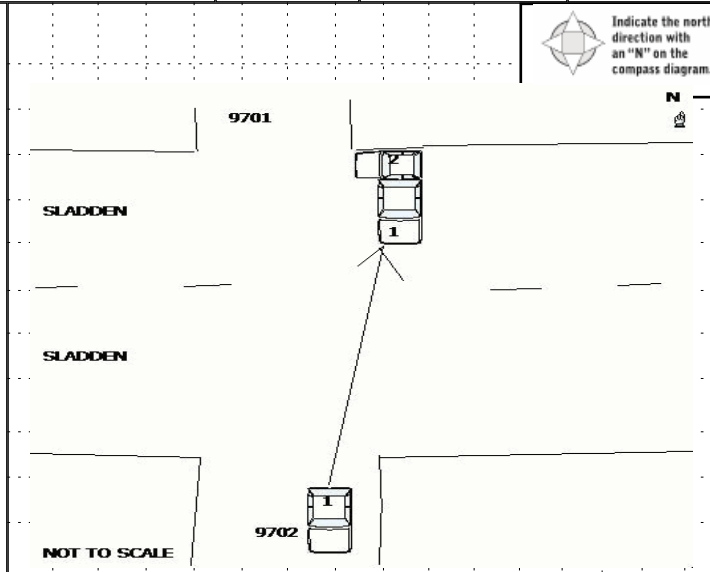 Indicate the north
direction with
an “N” on the
compass diagram.
N
9701
2
SLADDEN
1
SLADDEN
1
9702
NOT TO SCALE